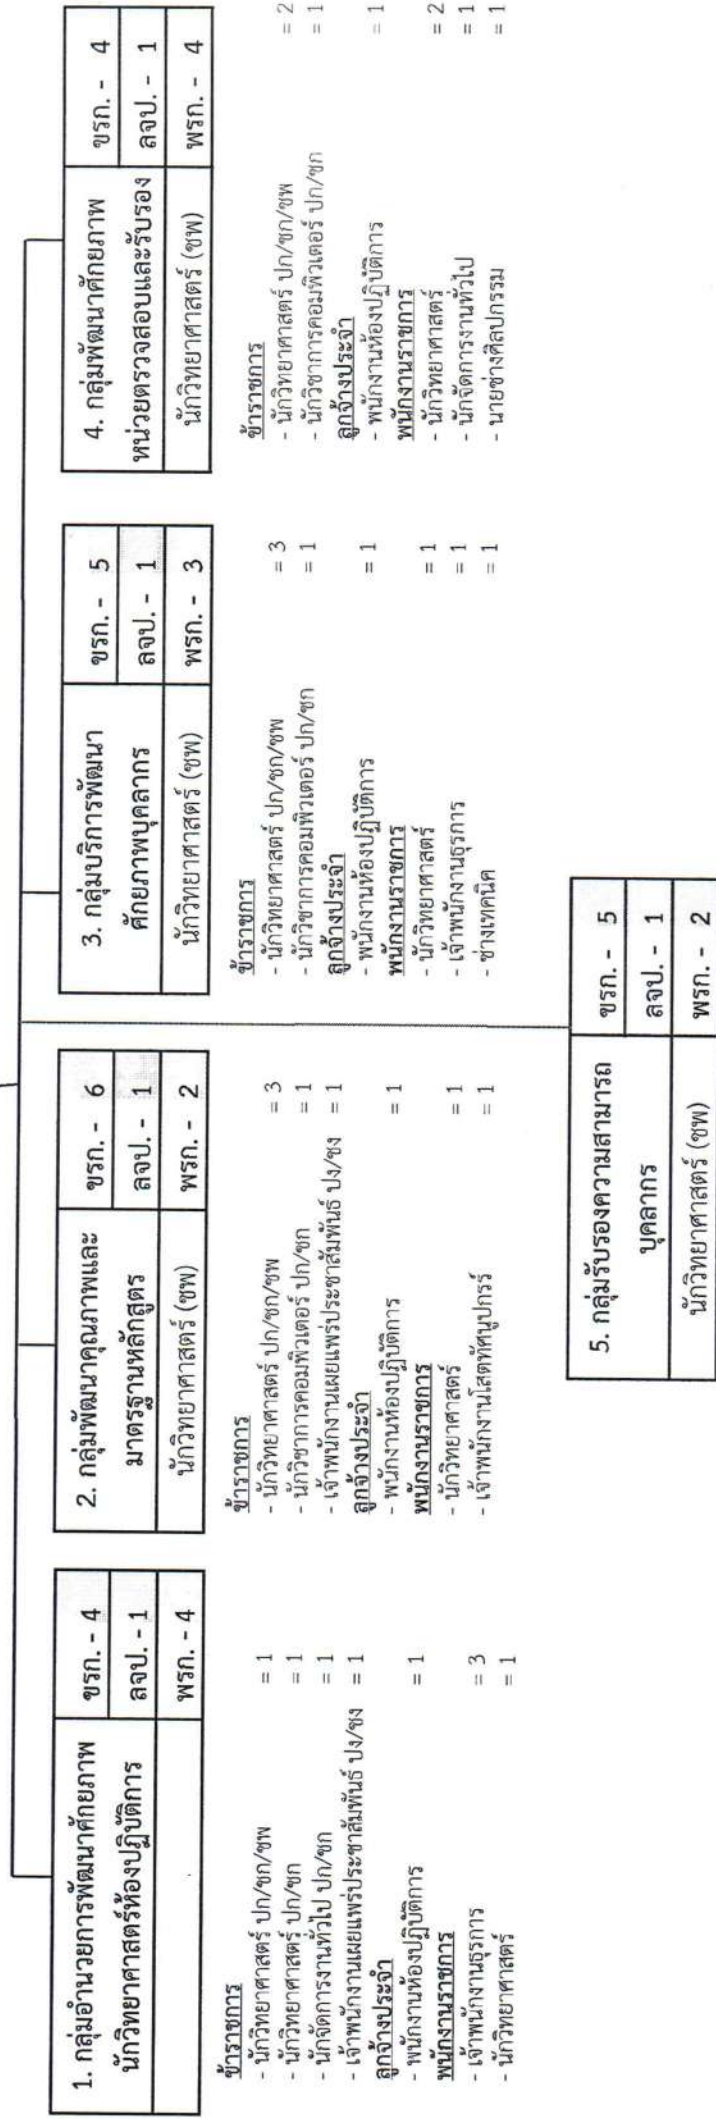 1. กลุ่มอำนวยการพัฒนาศักยภาพ
นักวิทยาศาสตร์ห้องปฏิบัติการ
ขรก. - 4
ลจป. - 1
พรก. - 4
ข้าราชการ
- นักวิทยาศาสตร์ ปก/ชก/ชพ = 1
- นักวิทยาศาสตร์ ปก/ชก = 1
- นักจัดการงานทั่วไป ปก/ชก = 1
- เจ้าพนักงานเผยแพร่ประชาสัมพันธ์ ปง/ชง = 1
ลูกจ้างประจำ
- พนักงานห้องปฏิบัติการ = 1
พนักงานราชการ
- เจ้าพนักงานธุรการ = 3
- นักวิทยาศาสตร์ = 1
2. กลุ่มพัฒนาคุณภาพและ
มาตรฐานหลักสูตร
นักวิทยาศาสตร์ (ชพ)
ขรก. - 6
ลจป. - 1
พรก. - 2
ข้าราชการ
- นักวิทยาศาสตร์ ปก/ชก/ชพ = 3
- นักวิชาการคอมพิวเตอร์ ปก/ชก = 1
- เจ้าพนักงานเผยแพร่ประชาสัมพันธ์ ปง/ชง = 1
ลูกจ้างประจำ
- พนักงานห้องปฏิบัติการ = 1
พนักงานราชการ
- นักวิทยาศาสตร์ = 1
- เจ้าพนักงานโสตทัศนูปกรร์ = 1
3. กลุ่มบริการพัฒนา
ศักยภาพบุคลากร
นักวิทยาศาสตร์ (ชพ)
ขรก. - 5
ลจป. - 1
พรก. - 3
ข้าราชการ
- นักวิทยาศาสตร์ ปก/ชก/ชพ = 3
- นักวิชาการคอมพิวเตอร์ ปก/ชก = 1
ลูกจ้างประจำ
- พนักงานห้องปฏิบัติการ = 1
พนักงานราชการ
- นักวิทยาศาสตร์ = 1
- เจ้าพนักงานธุรการ = 1
- ช่างเทคนิค = 1
4. กลุ่มพัฒนาศักยภาพ
หน่วยตรวจสอบและรับรอง
นักวิทยาศาสตร์ (ชพ)
ขรก. - 4
ลจป. - 1
พรก. - 4
ข้าราชการ
- นักวิทยาศาสตร์ ปก/ชก/ชพ = 2
- นักวิชาการคอมพิวเตอร์ ปก/ชก = 1
ลูกจ้างประจำ
- พนักงานห้องปฏิบัติการ = 1
พนักงานราชการ
- นักวิทยาศาสตร์ = 2
- นักจัดการงานทั่วไป = 1
- นายช่างศิลปกรรม = 1
5. กลุ่มรับรองความสามารถ
บุคลากร
นักวิทยาศาสตร์ (ชพ)
ขรก. - 5
ลจป. - 1
พรก. - 2